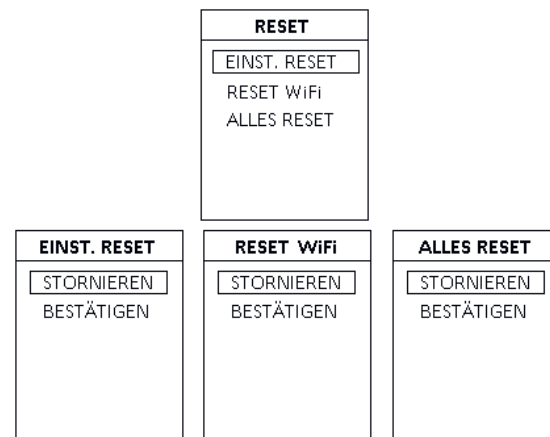 RESET
EINST. RESET
RESET WiFi
ALLES RESET
EINST. RESET
STORNIEREN
BESTÄTIGEN
RESET WiFi
STORNIEREN
BESTÄTIGEN
ALLES RESET
STORNIEREN
BESTÄTIGEN